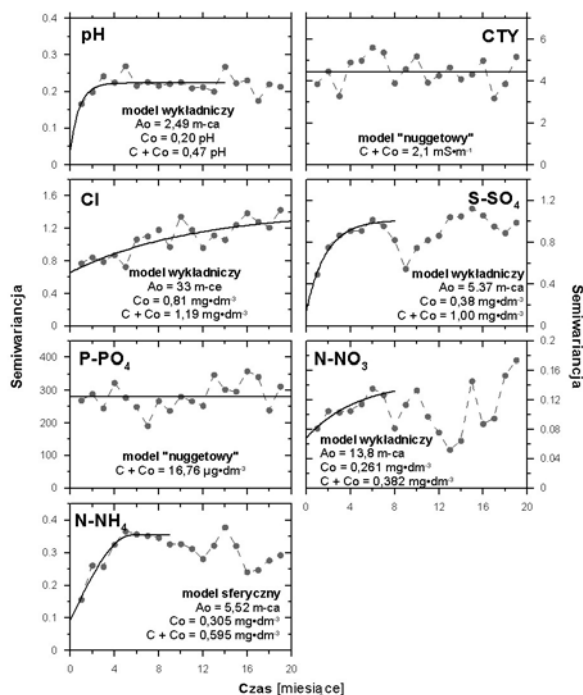 pH
0.4
0.3
0.2
0.1
0
model wykładniczy
Ao = 2,49 m-ca
Co = 0,20 pH
C + Co = 0,47 pH
CTY
6
4
2
0
model "nuggetowy"
C + Co = 2,1 mS•m⁻¹
Cl
1.6
1.2
0.8
0.4
0
model wykładniczy
Ao = 33 m-ce
Co = 0,81 mg•dm⁻³
C + Co = 1,19 mg•dm⁻³
S-SO₄
1.0
0.5
0.0
model wykładniczy
Ao = 5.37 m-ca
Co = 0,38 mg•dm⁻³
C + Co = 1,00 mg•dm⁻³
Semiwariancja
Semiwariancja
P-PO₄
400
300
200
100
0
model "nuggetowy"
C + Co = 16,76 µg•dm⁻³
N-NO₃
0.2
0.16
0.12
0.08
0.04
0
model wykładniczy
Ao = 13,8 m-ca
Co = 0,261 mg•dm⁻³
C + Co = 0,382 mg•dm⁻³
0 4 8 12 16 20
N-NH₄
0.4
0.3
0.2
0.1
0
model sferyczny
Ao = 5,52 m-ca
Co = 0,305 mg•dm⁻³
C + Co = 0,595 mg•dm⁻³
0 4 8 12 16 20
Czas [miesiące]